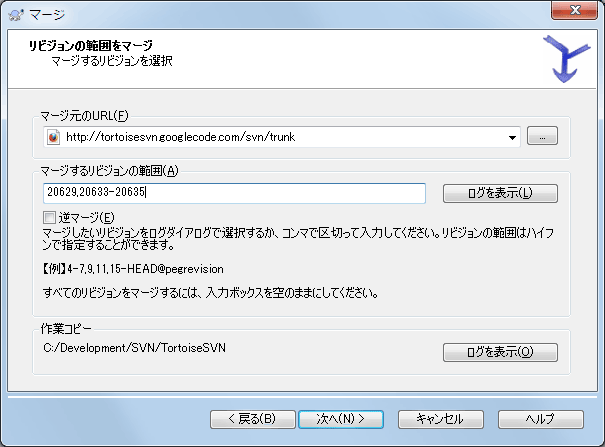 マージ
リビジョンの範囲をマージ
マージするリビジョンを選択
マージ元のURL(F)
http://tortoisesvn.googlecode.com/svn/trunk
...
マージするリビジョンの範囲(A)
20629,20633-20635
ログを表示(L)
逆マージ(E)
マージしたいリビジョンをログダイアログで選択するか、コンマで区切って入力してください。リビジョンの範囲はハイフ
ンで指定することができます。
【例】4-7,9,11,15-HEAD@pegrevision
すべてのリビジョンをマージするには、入力ボックスを空のままにしてください。
作業コピー
C:/Development/SVN/TortoiseSVN
ログを表示(O)
< 戻る(B)
次へ(N) >
キャンセル
ヘルプ